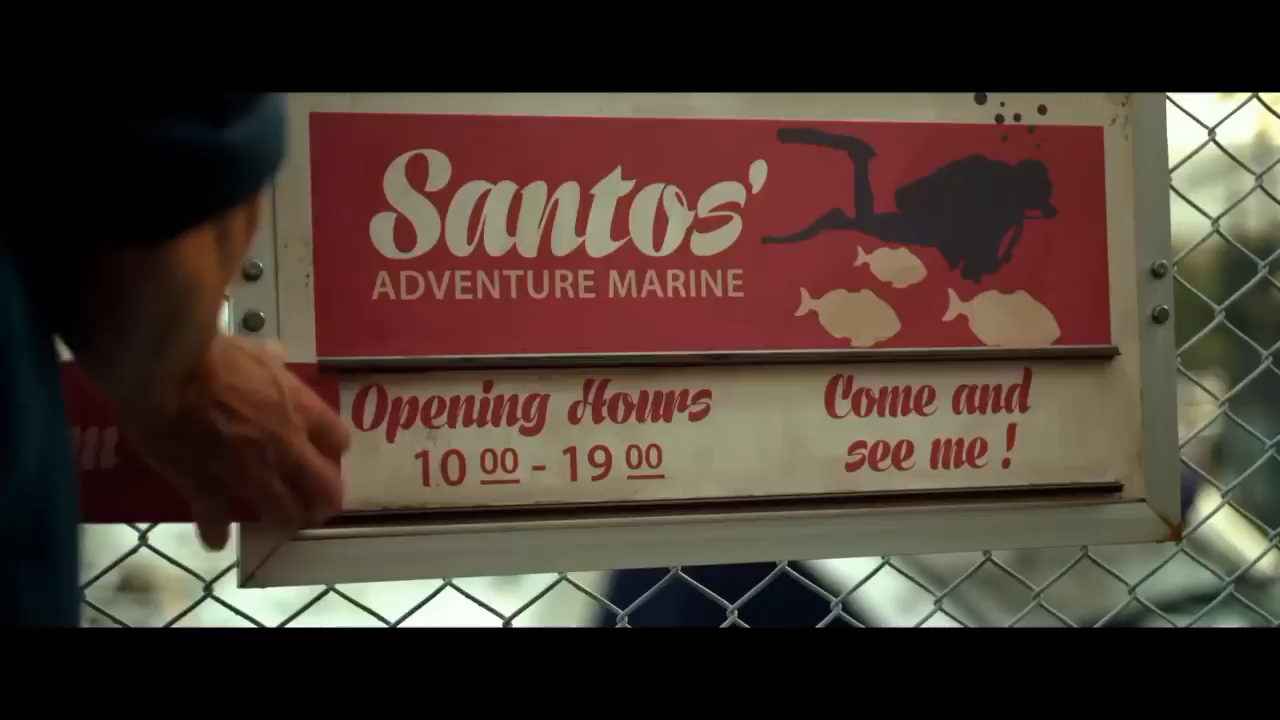 Santos'
ADVENTURE MARINE
Opening Hours
10 00 - 19 00
Come and
see me !